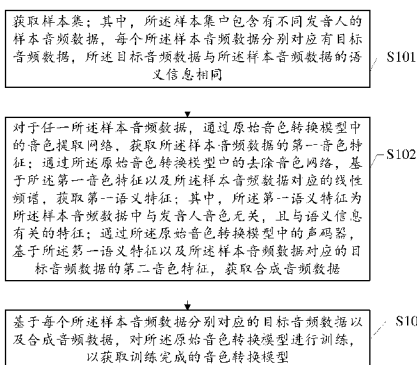 获取样本集；其中，所述样本集中包含有不同发音人的
样本音频数据，每个所述样本音频数据分别对应有目标
音频数据，所述目标音频数据与所述样本音频数据的语
义信息相同
S101
对于任一所述样本音频数据，通过原始音色转换模型中
的音色提取网络，获取所述样本音频数据的第一音色特
征；通过所述原始音色转换模型中的去除音色网络，基
于所述第一音色特征以及所述样本音频数据对应的线性
频谱，获取第一语义特征；其中，所述第一语义特征为
所述样本音频数据中与发音人音色无关，且与语义信息
有关的特征；通过所述原始音色转换模型中的声码器，
基于所述第一语义特征以及所述样本音频数据对应的目
标音频数据的第二音色特征，获取合成音频数据
S102
基于每个所述样本音频数据分别对应的目标音频数据以
及合成音频数据，对所述原始音色转换模型进行训练，
以获取训练完成的音色转换模型
S10